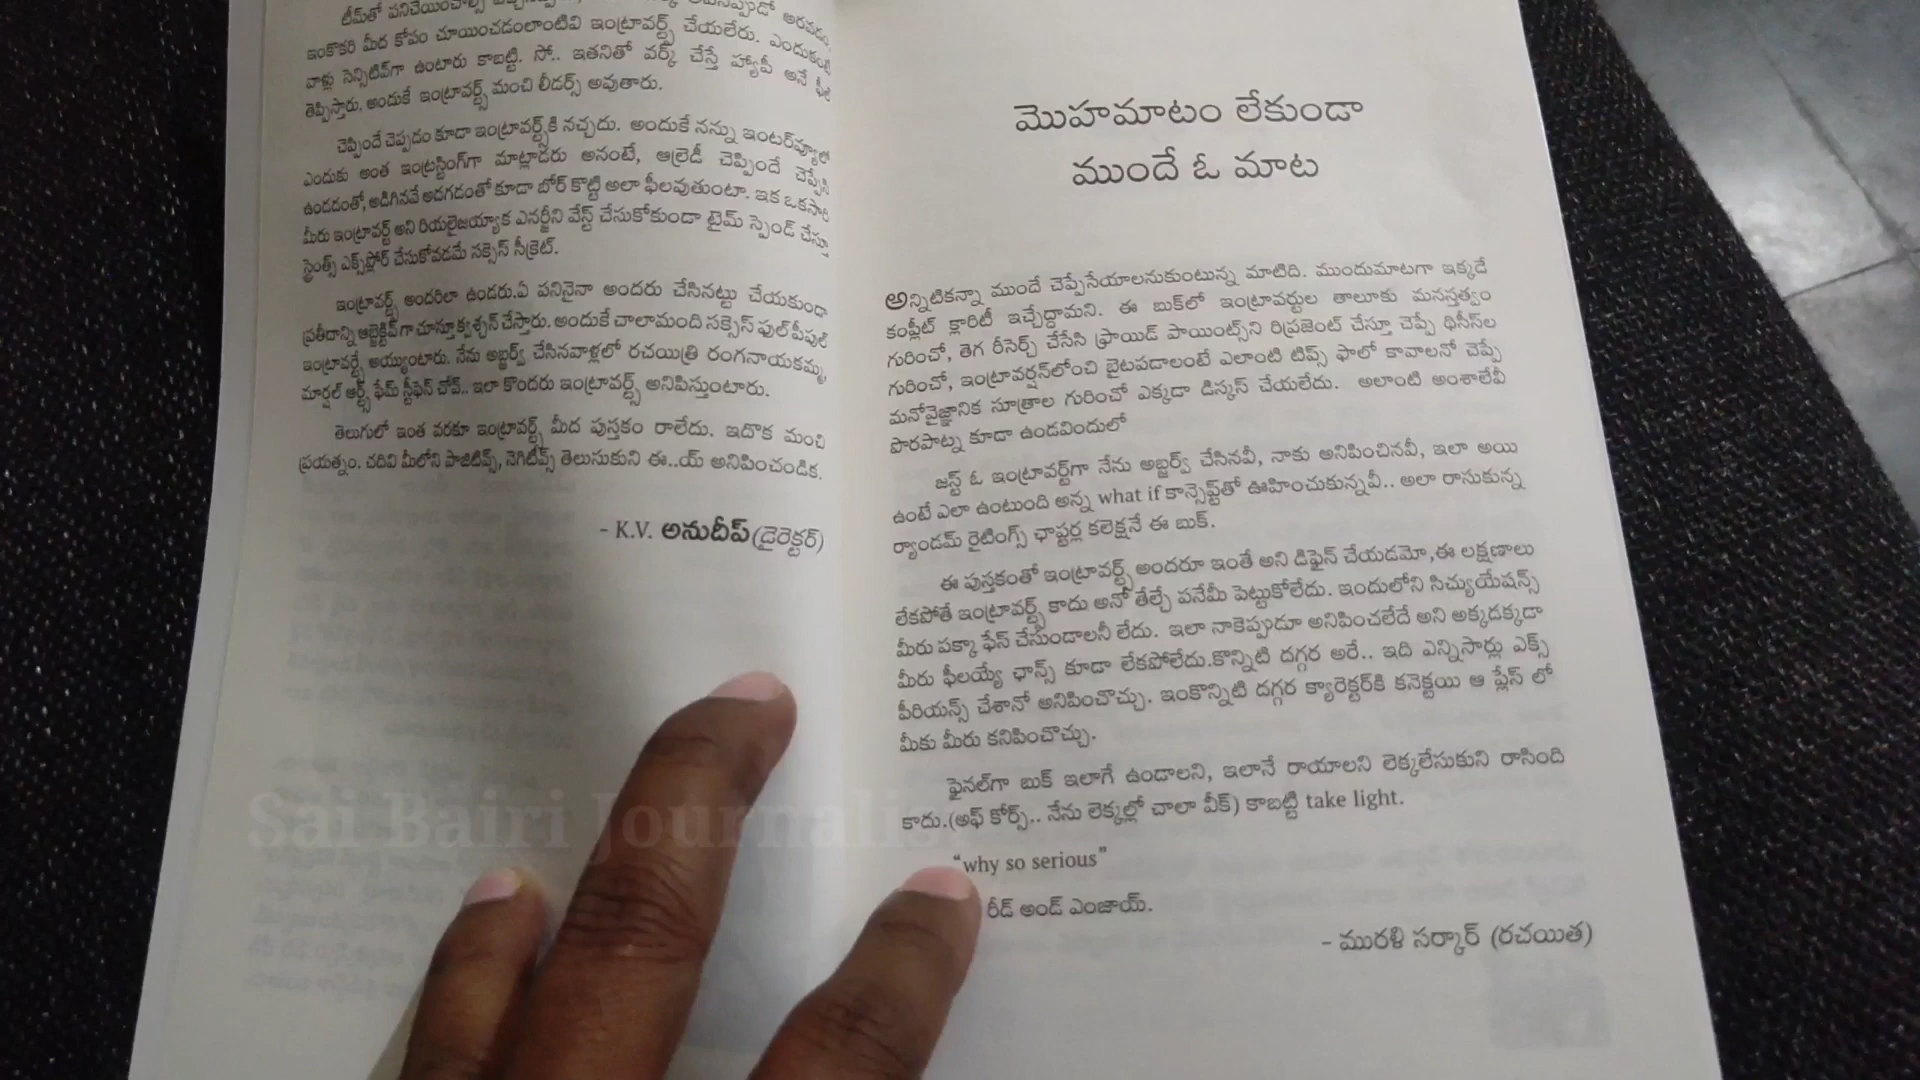 టీమ్‌తో పనిచేయించాల్సి
ఇంకొకరి మీద కోపం చూయించడంలాంటివి ఇంట్రావర్ట్స్ చేయలేరు. ఎందుకంటే
వాళ్లు సెన్సిటివ్‌గా ఉంటారు కాబట్టి. సో.. ఇతనితో వర్క్ చేస్తే హ్యాపీ అనే ఫీల్
తెప్పిస్తారు. అందుకే ఇంట్రావర్ట్స్ మంచి లీడర్స్ అవుతారు.
చెప్పిందే చెప్పడం కూడా ఇంట్రావర్ట్స్‌కి నచ్చదు. అందుకే నన్ను ఇంటర్‌వ్యూలో
ఎందుకు అంత ఇంట్రస్టింగ్‌గా మాట్లాడరు అనంటే, ఆల్రెడీ చెప్పిందే చెప్పేసి
ఉండడంతో, అడిగినవే అడగడంతో కూడా బోర్ కొట్టి అలా ఫీలవుతుంటా. ఇక ఒకసారి
మీరు ఇంట్రావర్ట్ అని రియలైజయ్యాక ఎనర్జీని వేస్ట్ చేసుకోకుండా టైమ్ స్పెండ్ చేస్తూ
స్ట్రెంత్స్ ఎక్స్‌ప్లోర్ చేసుకోవడమే సక్సెస్ సీక్రెట్.
ఇంట్రావర్ట్స్ అందరిలా ఉండరు.ఏ పనినైనా అందరు చేసినట్టు చేయకుండా
ప్రతీదాన్ని ఆబ్జెక్టివ్‌గా చూస్తూ క్వశ్చన్ చేస్తారు. అందుకే చాలామంది సక్సెస్ ఫుల్ పీపుల్
ఇంట్రావర్ట్సే అయ్యుంటారు. నేను అబ్జర్వ్ చేసినవాళ్లలో రచయిత్రి రంగనాయకమ్మ,
మార్షల్ ఆర్ట్స్ ఫేమ్ స్టీఫెన్ చోవ్.. ఇలా కొందరు ఇంట్రావర్ట్స్ అనిపిస్తుంటారు.
తెలుగులో ఇంత వరకూ ఇంట్రావర్ట్స్ మీద పుస్తకం రాలేదు. ఇదొక మంచి
ప్రయత్నం. చదివి మీలోని పాజిటివ్స్, నెగిటివ్స్ తెలుసుకుని ఈ..య్ అనిపించండిక.
- K.V. అనుదీప్(డైరెక్టర్)
మొహమాటం లేకుండా
ముందే ఓ మాట
అన్నిటికన్నా ముందే చెప్పేసేయాలనుకుంటున్న మాటిది. ముందుమాటగా ఇక్కడే
కంప్లీట్ క్లారిటీ ఇచ్చేద్దామని. ఈ బుక్‌లో ఇంట్రావర్టుల తాలూకు మనస్తత్వం
గురించో, తెగ రీసెర్చ్ చేసేసి ఫ్రాయిడ్ పాయింట్స్‌ని రిప్రజెంట్ చేస్తూ చెప్పే థిసీస్‌ల
గురించో, ఇంట్రావర్షన్‌లోంచి బైటపడాలంటే ఎలాంటి టిప్స్ ఫాలో కావాలనో చెప్పే
మనోవైజ్ఞానిక సూత్రాల గురించో ఎక్కడా డిస్కస్ చేయలేదు. అలాంటి అంశాలేవీ
పొరపాట్న కూడా ఉండవిందులో
జస్ట్ ఓ ఇంట్రావర్ట్‌గా నేను అబ్జర్వ్ చేసినవీ, నాకు అనిపించినవీ, ఇలా అయి
ఉంటే ఎలా ఉంటుంది అన్న what if కాన్సెప్ట్‌తో ఊహించుకున్నవీ.. అలా రాసుకున్న
ర్యాండమ్ రైటింగ్స్ ఛాప్టర్ల కలెక్షనే ఈ బుక్.
ఈ పుస్తకంతో ఇంట్రావర్ట్స్ అందరూ ఇంతే అని డిఫైన్ చేయడమో,ఈ లక్షణాలు
లేకపోతే ఇంట్రావర్ట్స్ కాదు అనో తేల్చే పనేమీ పెట్టుకోలేదు. ఇందులోని సిచ్యుయేషన్స్
మీరు పక్కా ఫేస్ చేసుండాలనీ లేదు. ఇలా నాకెప్పుడూ అనిపించలేదే అని అక్కడక్కడా
మీరు ఫీలయ్యే ఛాన్స్ కూడా లేకపోలేదు.కొన్నిటి దగ్గర అరే.. ఇది ఎన్నిసార్లు ఎక్స్
పీరియన్స్ చేశానో అనిపించొచ్చు. ఇంకొన్నిటి దగ్గర క్యారెక్టర్‌కి కనెక్టయి ఆ ప్లేస్ లో
మీకు మీరు కనిపించొచ్చు.
ఫైనల్‌గా బుక్ ఇలాగే ఉండాలని, ఇలానే రాయాలని లెక్కలేసుకుని రాసింది
కాదు.(అఫ్ కోర్స్.. నేను లెక్కల్లో చాలా వీక్) కాబట్టి take light.
“why so serious”
రీడ్ అండ్ ఎంజాయ్.
- మురళి సర్కార్ (రచయిత)
Sai Bairi Journalis